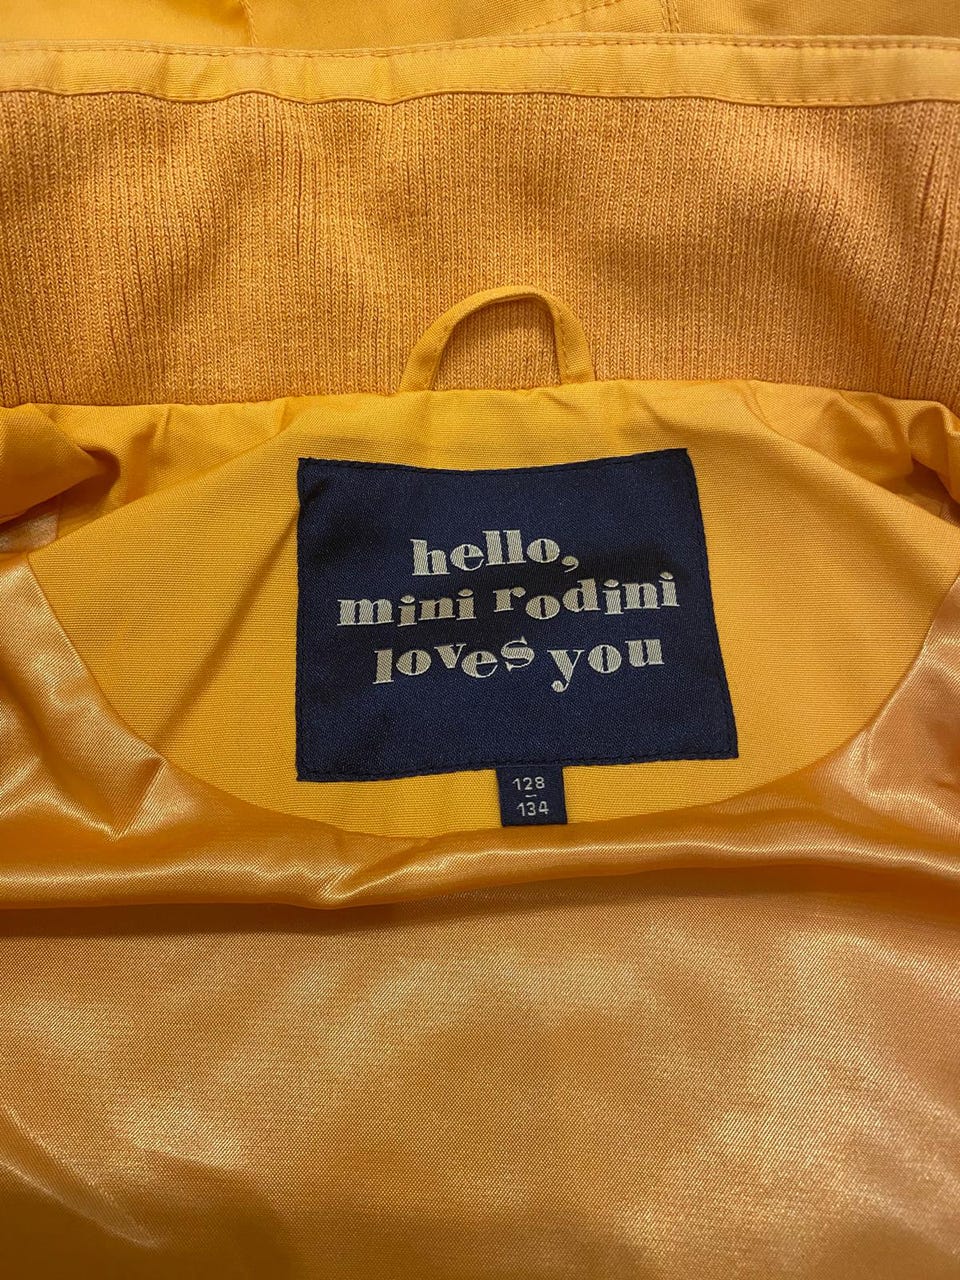 hello,
mini rodini
loves you
128
–
134